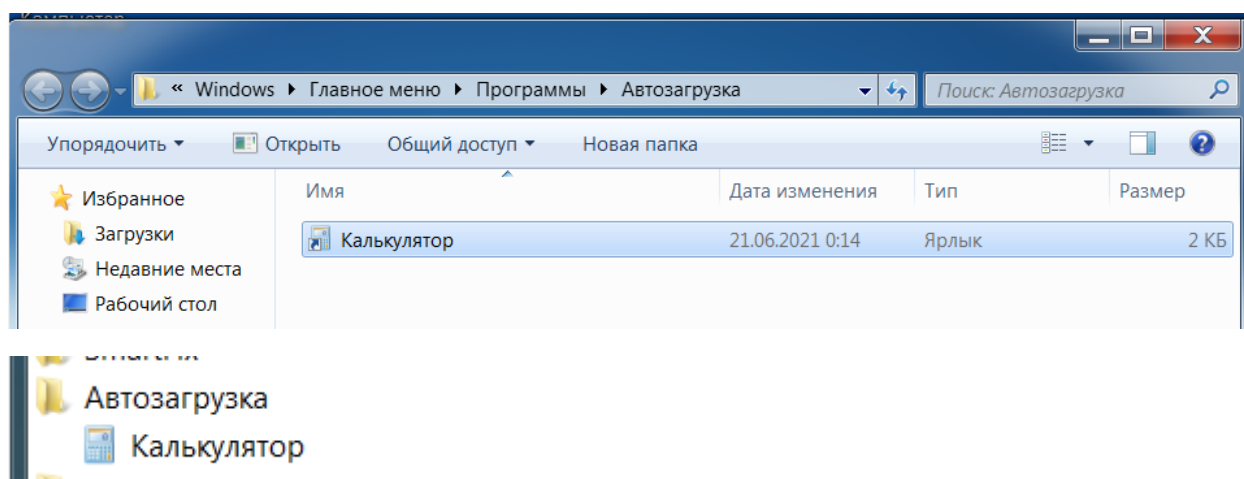 « Windows ▸ Главное меню ▸ Программы ▸ Автозагрузка
Поиск: Автозагрузка
Упорядочить Открыть Общий доступ Новая папка
Избранное
Загрузки
Недавние места
Рабочий стол
Имя Дата изменения Тип Размер
Калькулятор 21.06.2021 0:14 Ярлык 2 КБ
Автозагрузка
Калькулятор